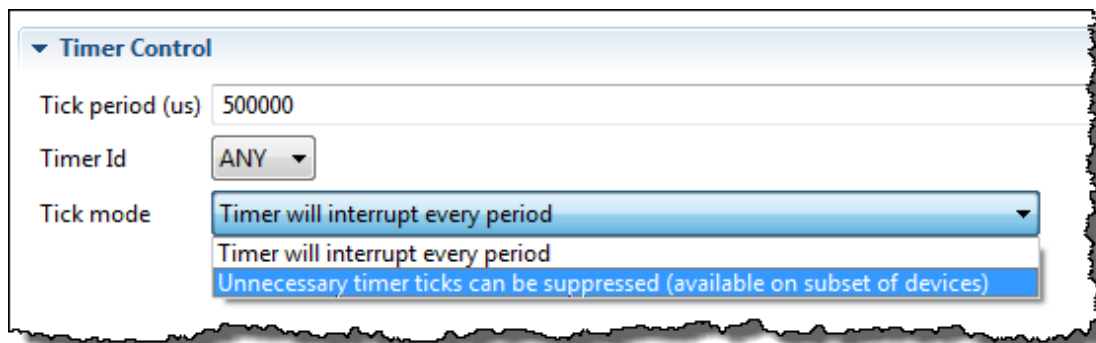 Timer Control
Tick period (us) 500000
Timer Id ANY
Tick mode Timer will interrupt every period
Timer will interrupt every period
Unnecessary timer ticks can be suppressed (available on subset of devices)